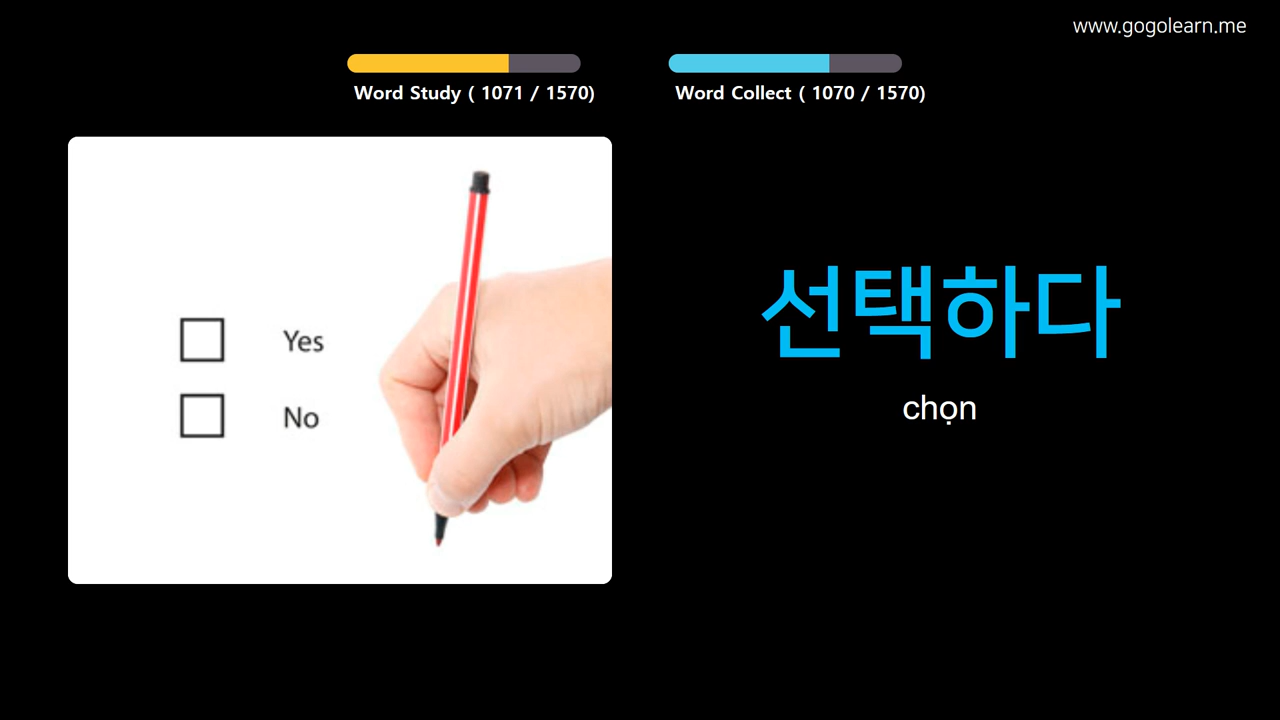 www.gogolearn.me
Word Study ( 1071 / 1570)
Word Collect ( 1070 / 1570)
Yes
No
선택하다
chọn